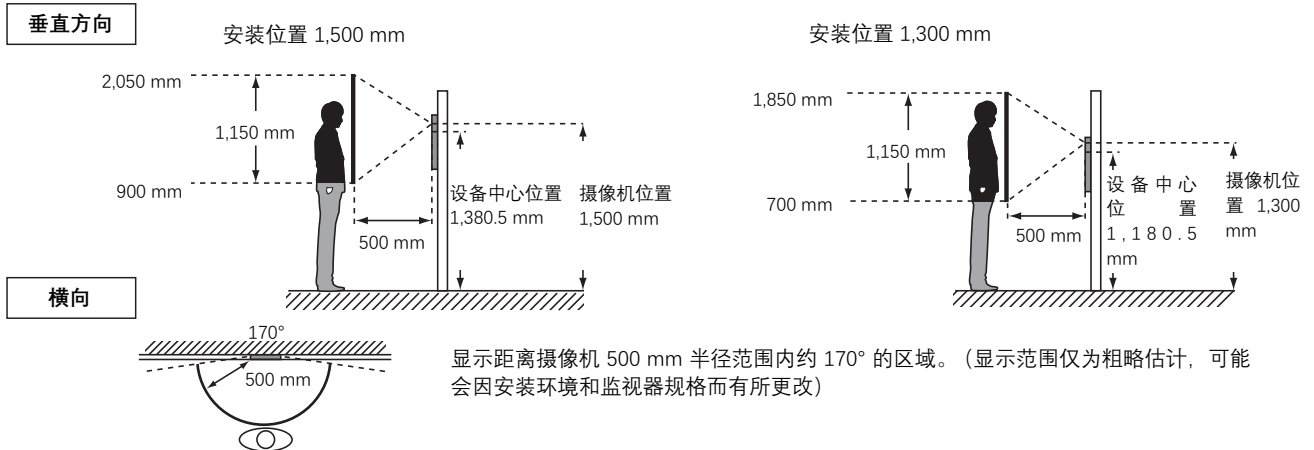 垂直方向
安装位置 1,500 mm
2,050 mm
1,150 mm
900 mm
500 mm
设备中心位置
1,380.5 mm
摄像机位置
1,500 mm
安装位置 1,300 mm
1,850 mm
1,150 mm
700 mm
500 mm
设备中心
位置
1,180.5
mm
摄像机位
置 1,300
mm
横向
170°
500 mm
显示距离摄像机 500 mm 半径范围内约 170° 的区域。（显示范围仅为粗略估计，可能
会因安装环境和监视器规格而有所更改）